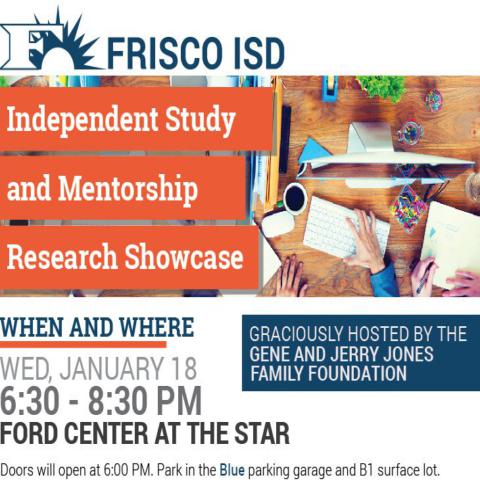 FRISCO ISD
Independent Study
and Mentorship
Research Showcase
WHEN AND WHERE
WED, JANUARY 18
6:30 - 8:30 PM
FORD CENTER AT THE STAR
GRACIOUSLY HOSTED BY THE
GENE AND JERRY JONES
FAMILY FOUNDATION
Doors will open at 6:00 PM. Park in the Blue parking garage and B1 surface lot.